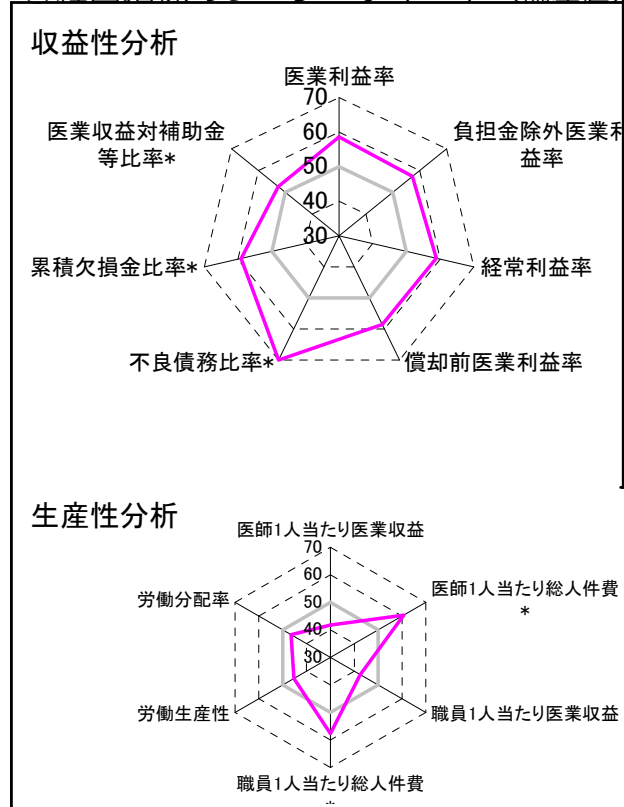 収益性分析
医業利益率
70
60
50
40
30
医業収益対補助金
等比率*
負担金除外医業利
益率
累積欠損金比率*
経常利益率
不良債務比率*
償却前医業利益率
生産性分析
医師1人当たり医業収益
70
60
50
40
30
労働分配率
医師1人当たり総人件費
*
労働生産性
職員1人当たり医業収益
職員1人当たり総人件費
*